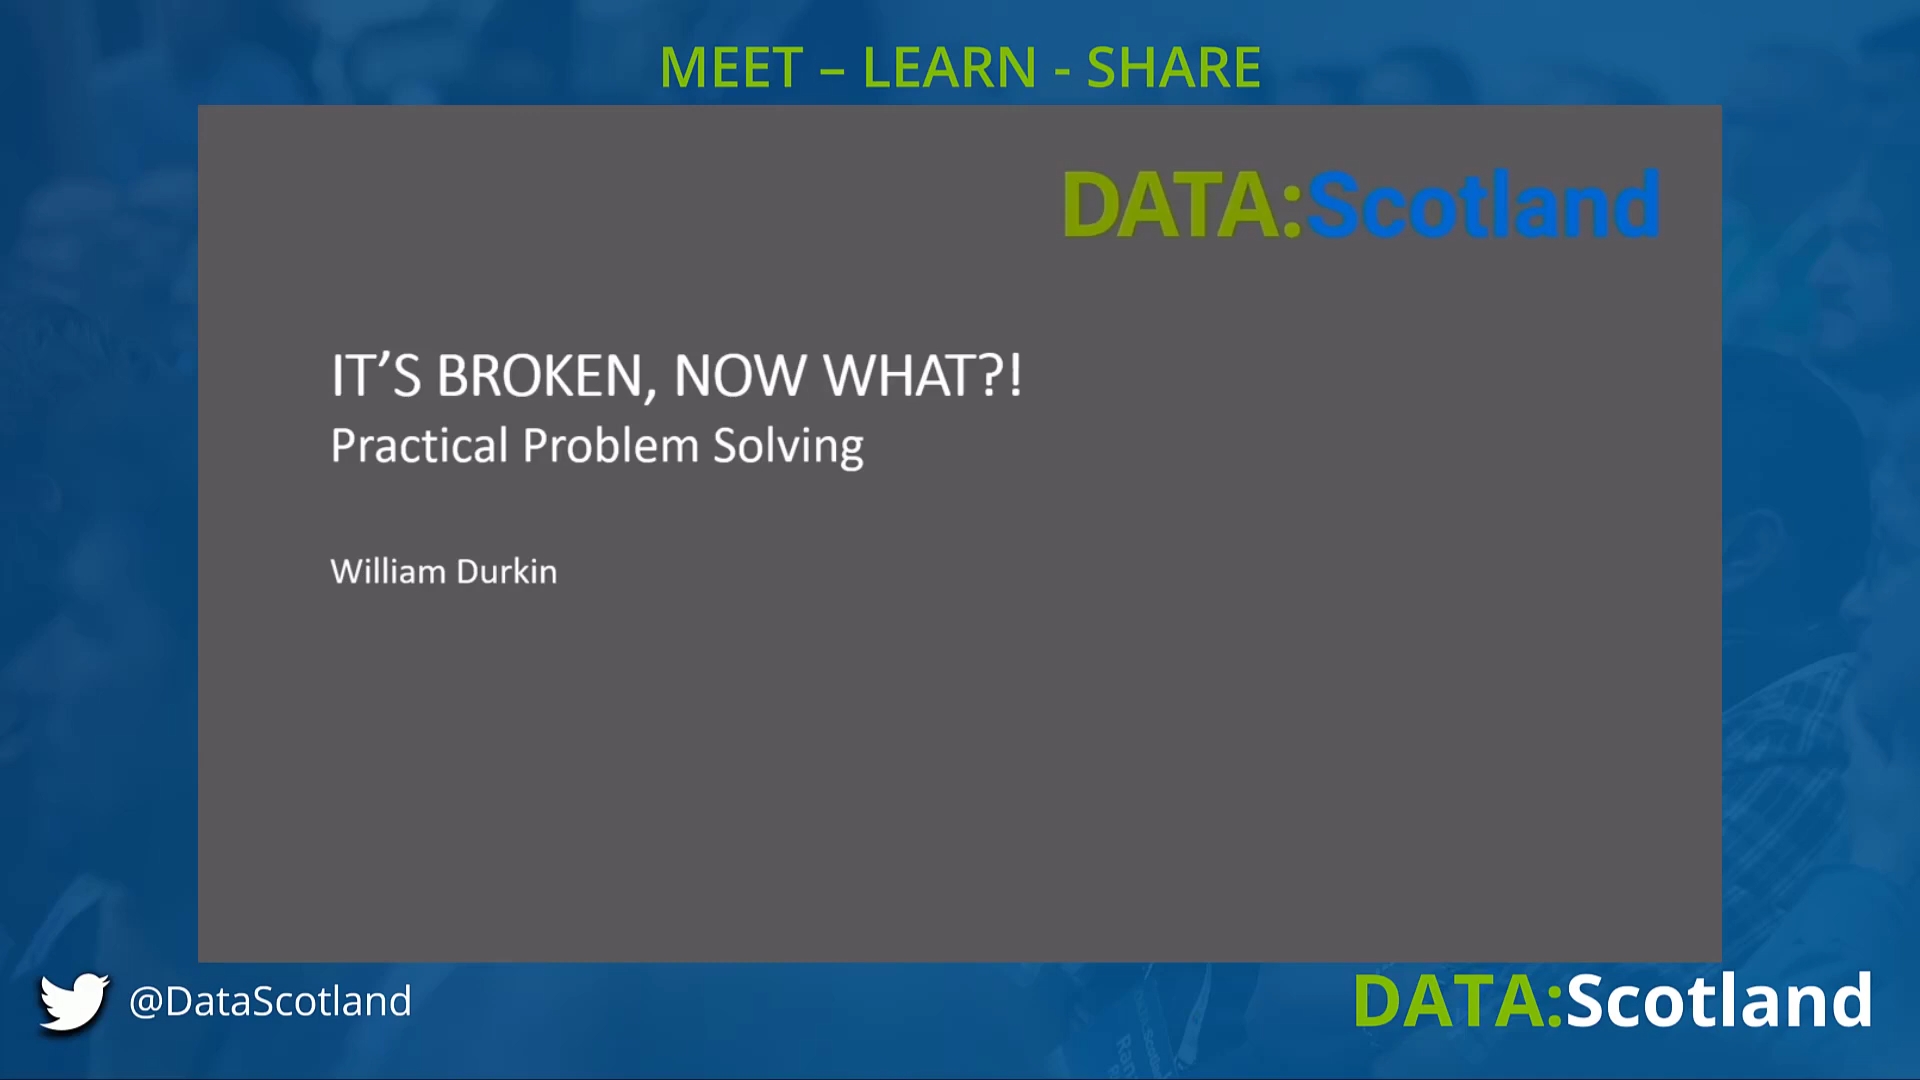 MEET – LEARN - SHARE
DATA:Scotland
IT’S BROKEN, NOW WHAT?!
Practical Problem Solving
William Durkin
@DataScotland
DATA:Scotland